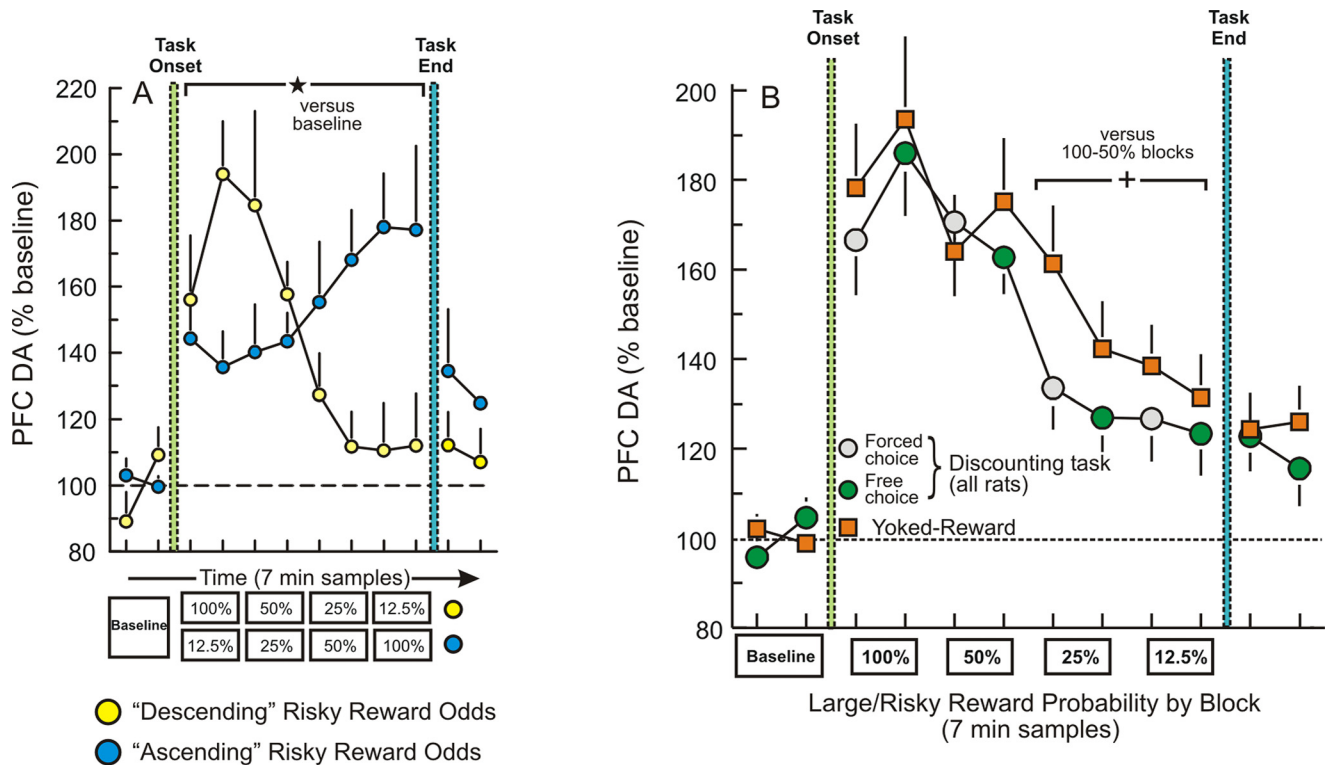 A
Task
Onset
Task
End
★
versus
baseline
PFC DA (% baseline)
220
200
180
160
140
120
100
80
Time (7 min samples)
Baseline
100% 50% 25% 12.5%
12.5% 25% 50% 100%
“Descending” Risky Reward Odds
“Ascending” Risky Reward Odds
B
Task
Onset
Task
End
versus
100-50% blocks
+
PFC DA (% baseline)
200
180
160
140
120
100
80
Forced
choice
Free
choice
Discounting task
(all rats)
Yoked-Reward
Baseline 100% 50% 25% 12.5%
Large/Risky Reward Probability by Block
(7 min samples)